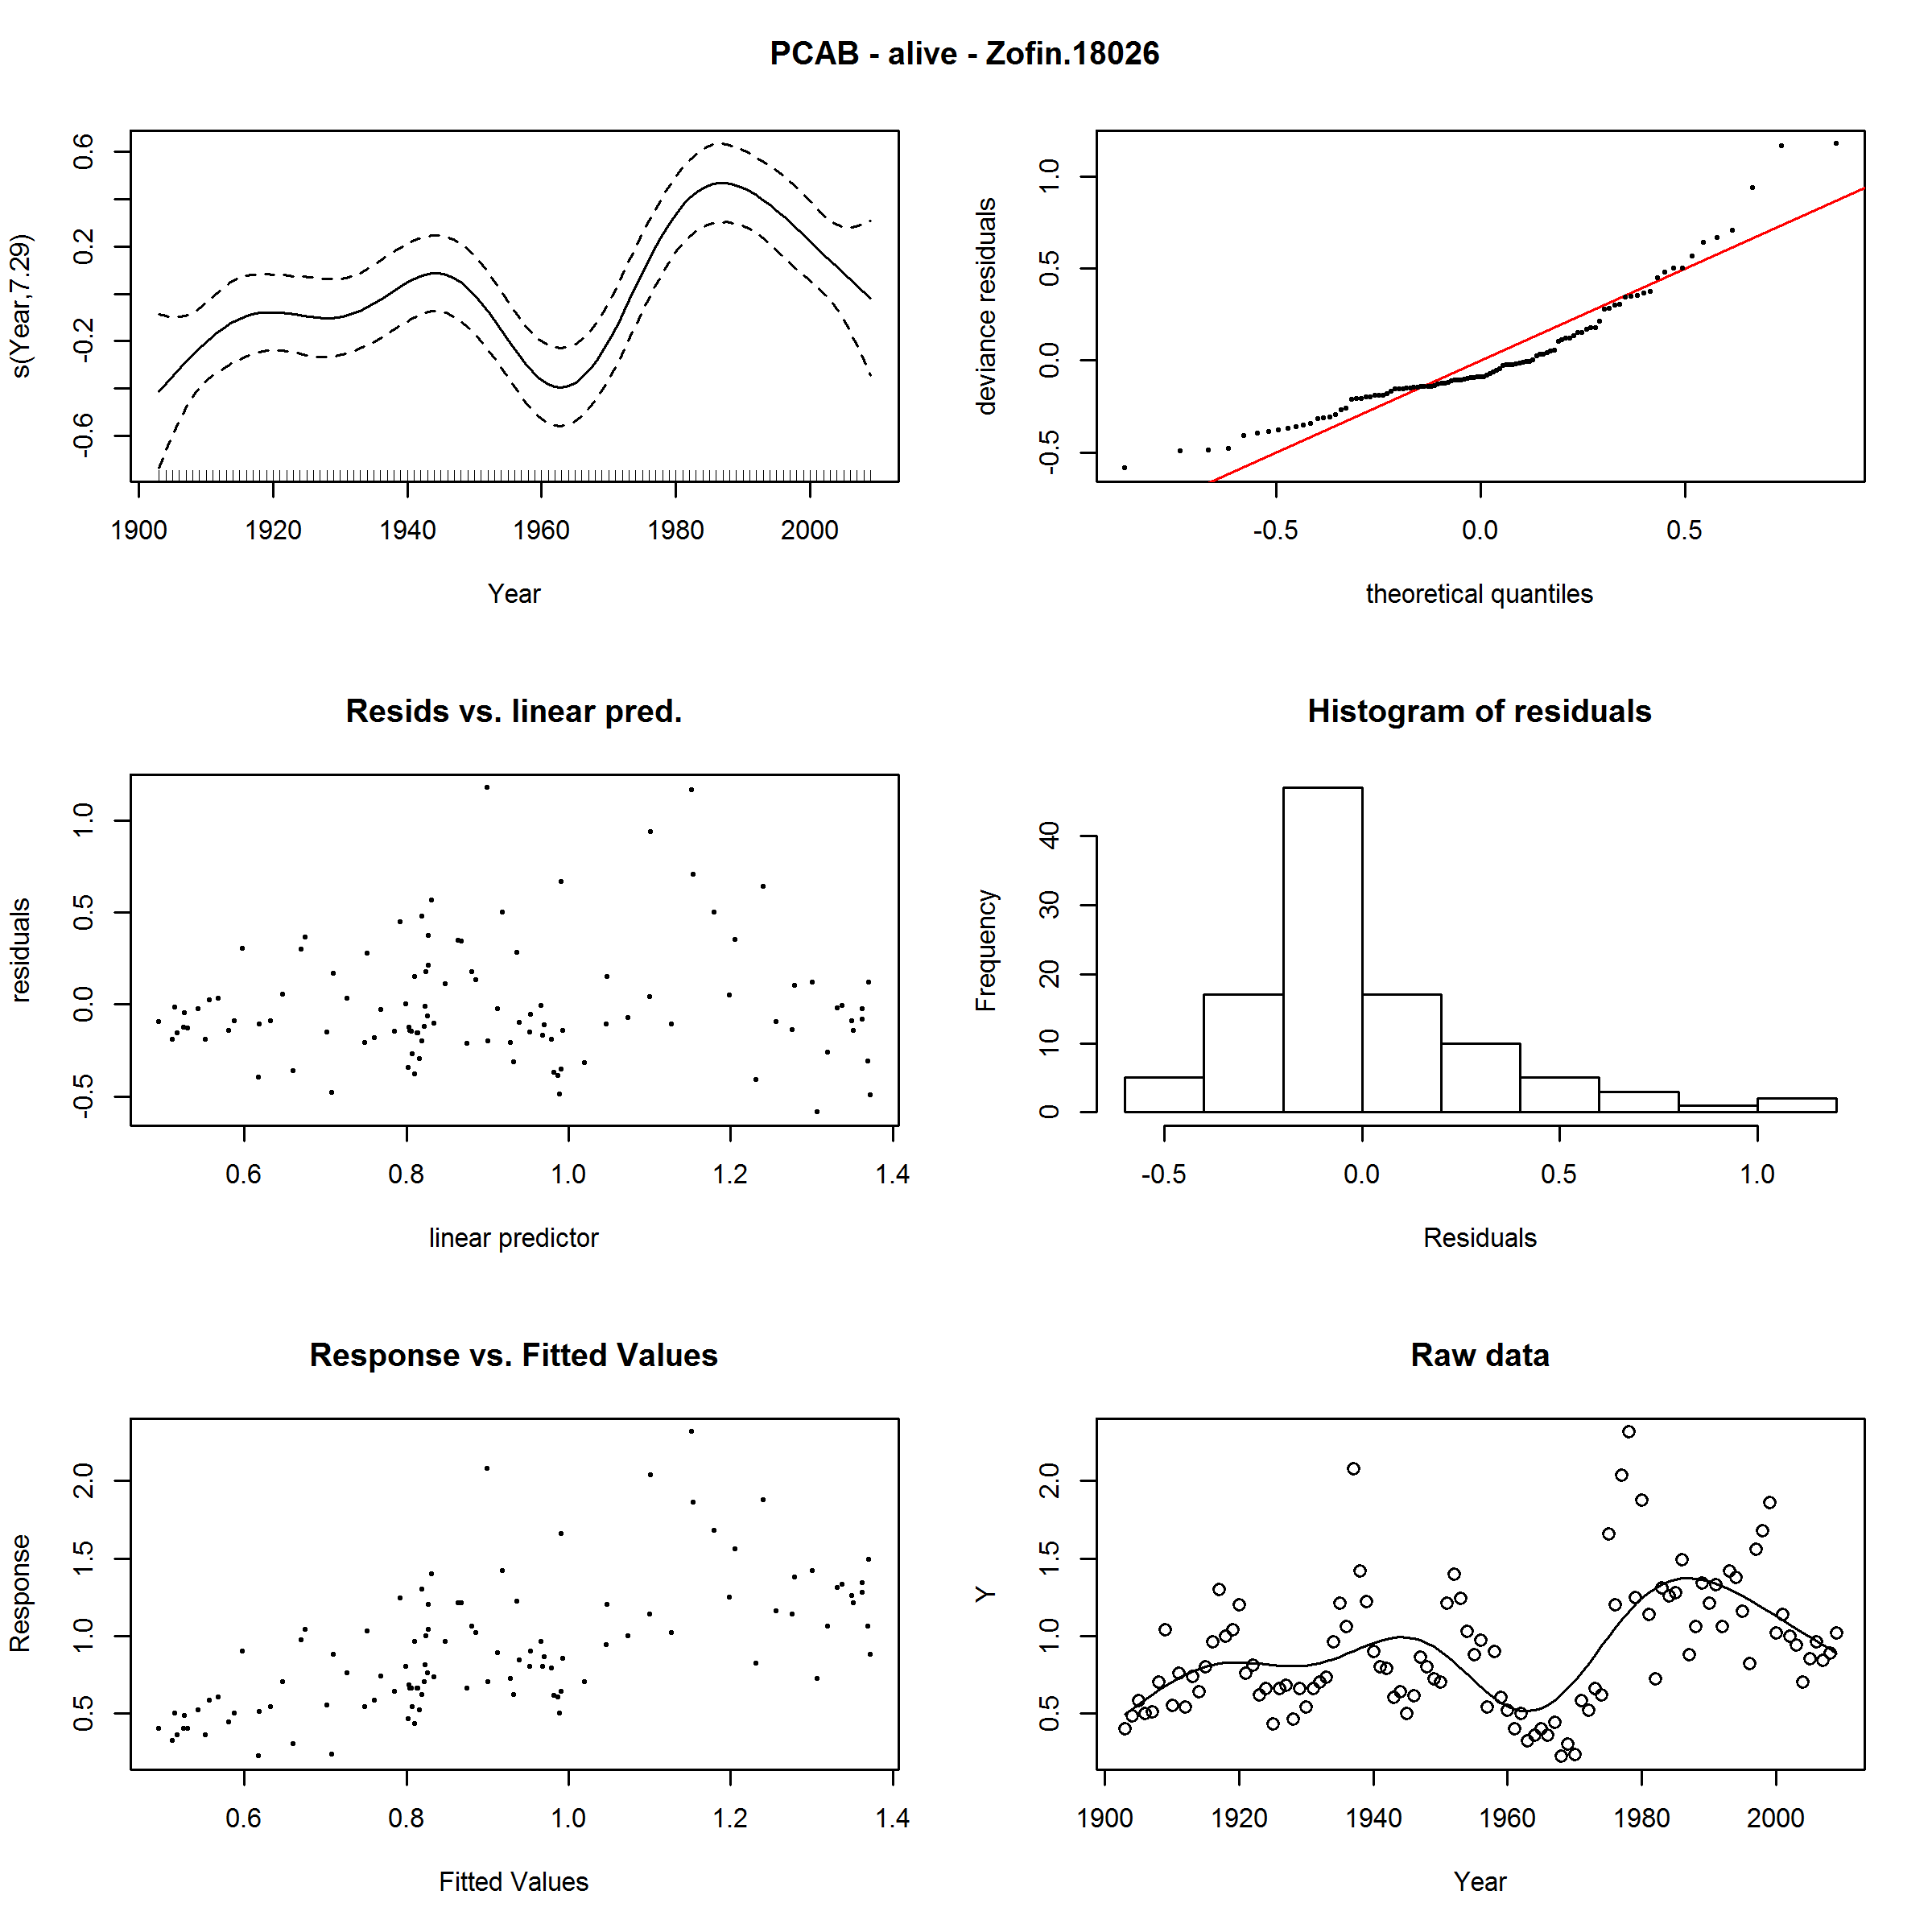 PCAB - alive - Zofin.18026
s(Year,7.29)
0.6
0.2
-0.2
-0.6
1900 1920 1940 1960 1980 2000
Year
deviance residuals
1.0
0.5
0.0
-0.5
-0.5 0.0 0.5
theoretical quantiles
Resids vs. linear pred.
residuals
1.0
0.5
0.0
-0.5
0.6 0.8 1.0 1.2 1.4
linear predictor
Histogram of residuals
Frequency
40
30
20
10
0
-0.5 0.0 0.5 1.0
Residuals
Response vs. Fitted Values
Response
2.0
1.5
1.0
0.5
0.6 0.8 1.0 1.2 1.4
Fitted Values
Raw data
Y
2.0
1.5
1.0
0.5
1900 1920 1940 1960 1980 2000
Year